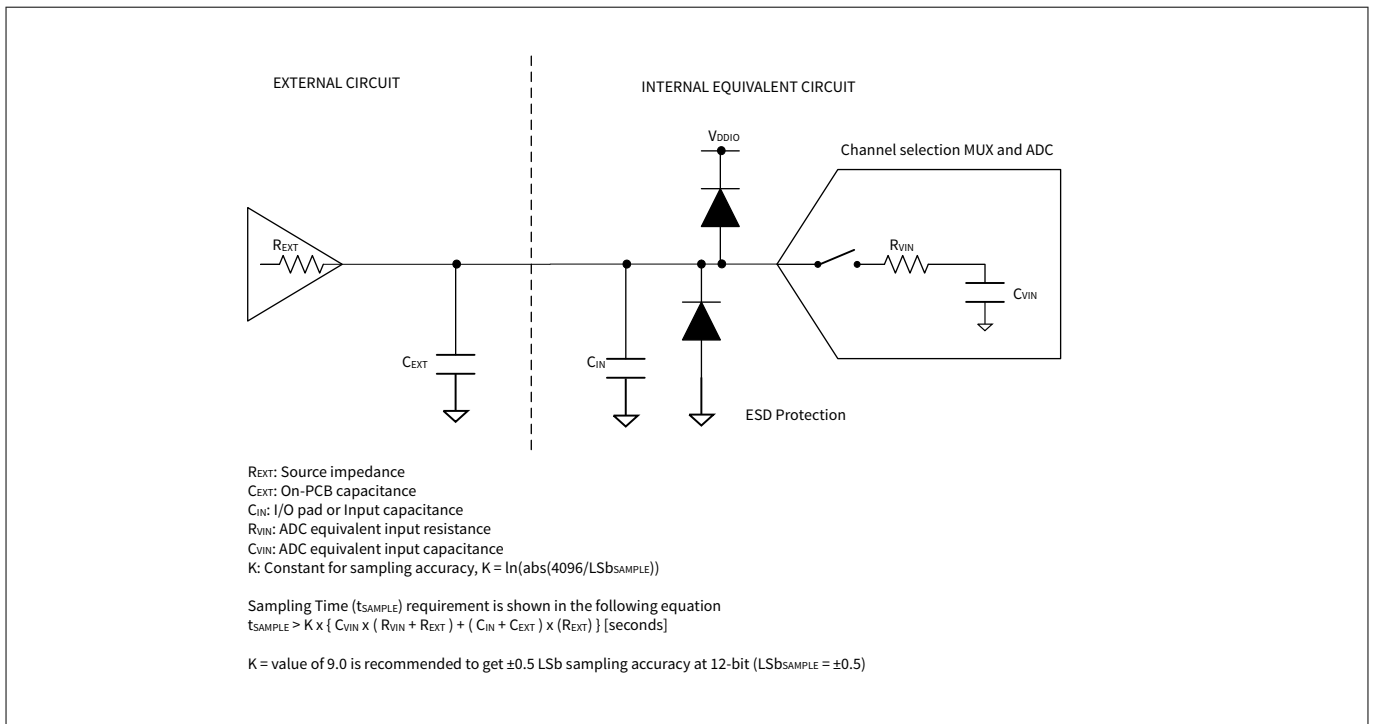 EXTERNAL CIRCUIT
INTERNAL EQUIVALENT CIRCUIT
VDDIO
Channel selection MUX and ADC
REXT
RVIN
CVIN
CEXT
CIN
ESD Protection
REXT: Source impedance
CEXT: On-PCB capacitance
CIN: I/O pad or Input capacitance
RVIN: ADC equivalent input resistance
CVIN: ADC equivalent input capacitance
K: Constant for sampling accuracy, K = ln(abs(4096/LSbSAMPLE))
Sampling Time (tSAMPLE) requirement is shown in the following equation
tSAMPLE > K x { CVIN x ( RVIN + REXT ) + ( CIN + CEXT ) x (REXT) } [seconds]
K = value of 9.0 is recommended to get ±0.5 LSb sampling accuracy at 12-bit (LSbSAMPLE = ±0.5)